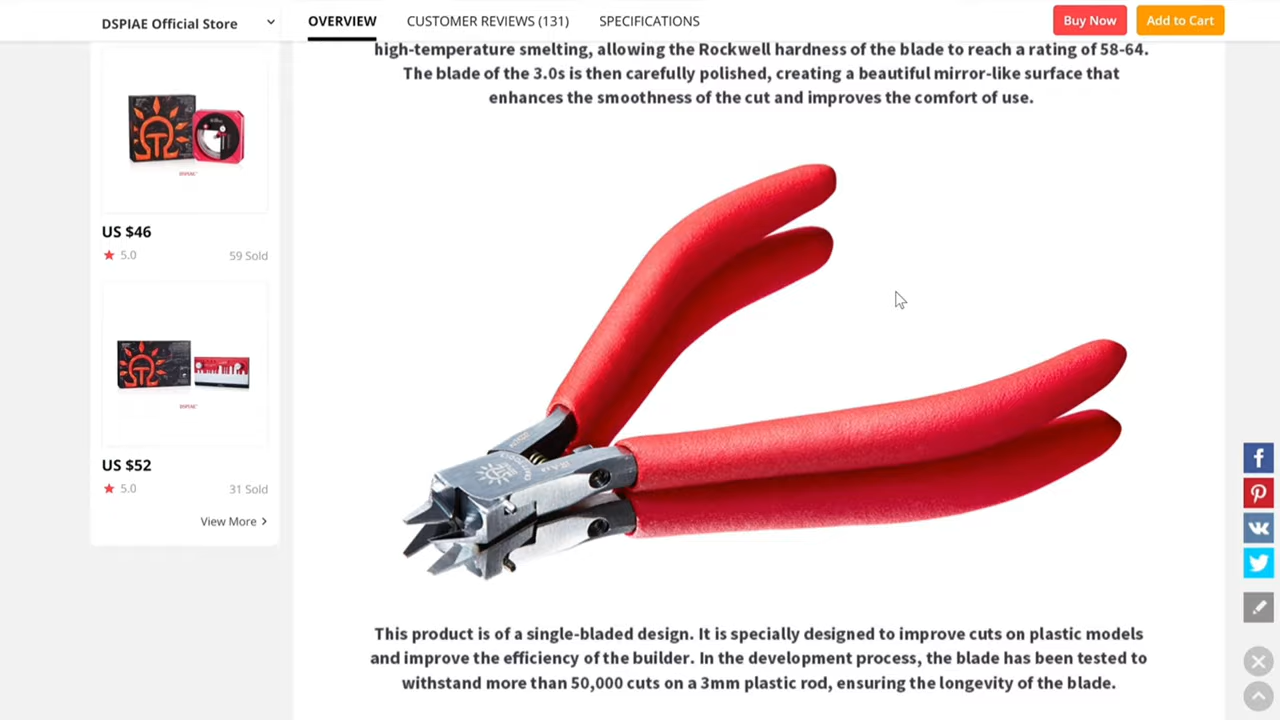 DSPIAE Official Store
OVERVIEW
CUSTOMER REVIEWS (131)
SPECIFICATIONS
Buy Now
Add to Cart
high-temperature smelting, allowing the Rockwell hardness of the blade to reach a rating of 58-64.
The blade of the 3.0s is then carefully polished, creating a beautiful mirror-like surface that
enhances the smoothness of the cut and improves the comfort of use.
DSPIAE
US $46
5.0
59 Sold
DSPIAE
US $52
5.0
31 Sold
View More
This product is of a single-bladed design. It is specially designed to improve cuts on plastic models
and improve the efficiency of the builder. In the development process, the blade has been tested to
withstand more than 50,000 cuts on a 3mm plastic rod, ensuring the longevity of the blade.